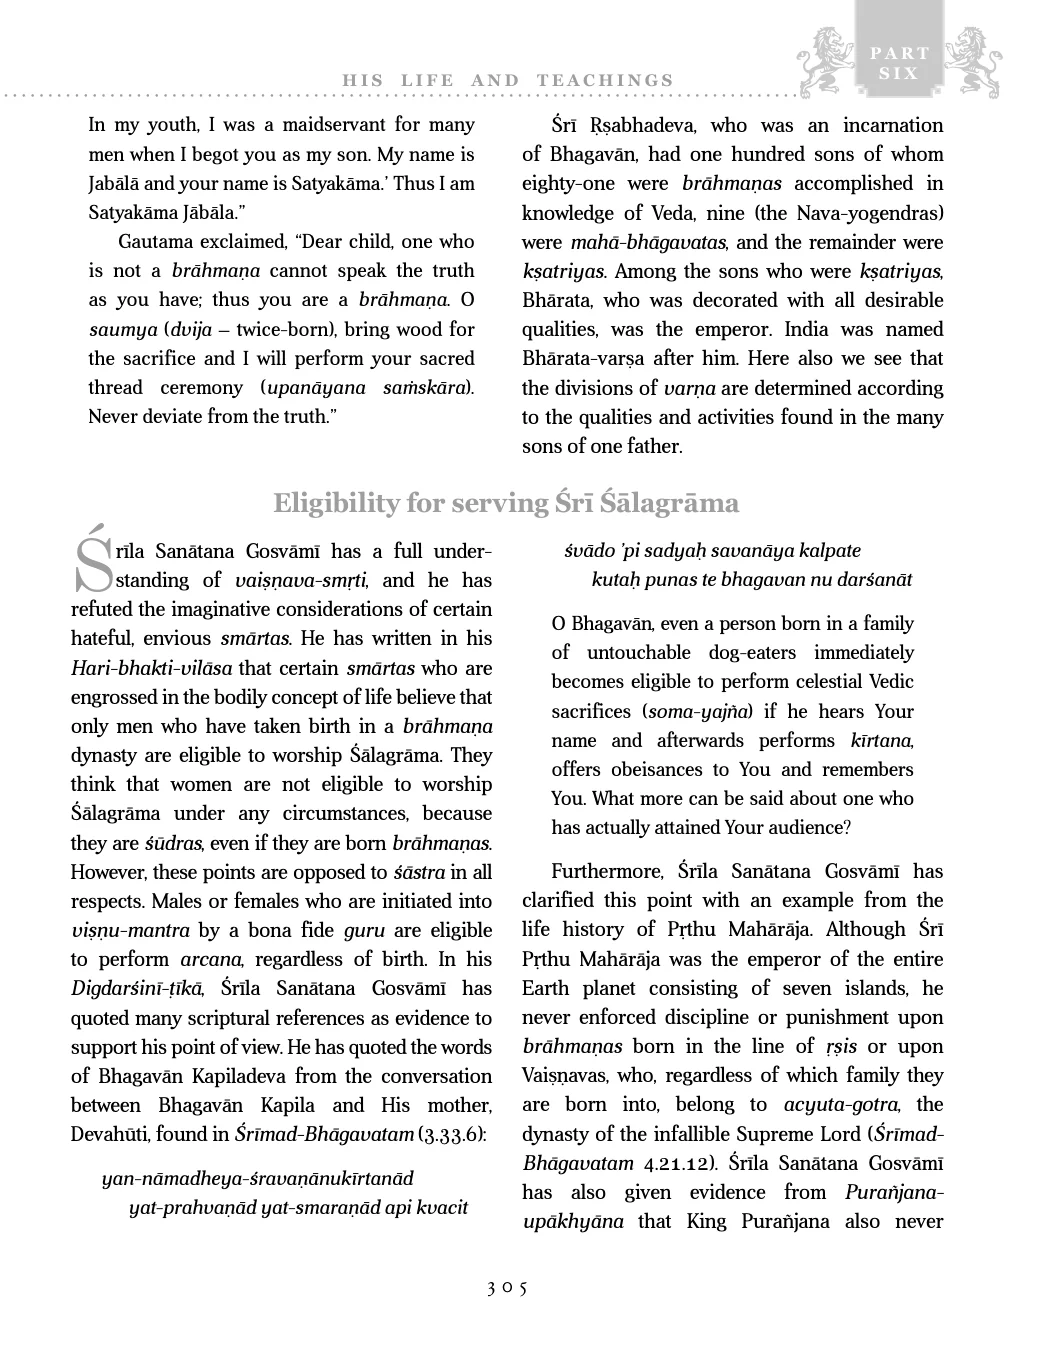 PART
SIX
HIS LIFE AND TEACHINGS
In my youth, I was a maidservant for many
men when I begot you as my son. My name is
Jabālā and your name is Satyakāma.’ Thus I am
Satyakāma Jābāla.”
Gautama exclaimed, “Dear child, one who
is not a brāhmaṇa cannot speak the truth
as you have; thus you are a brāhmaṇa. O
saumya (dvija – twice-born), bring wood for
the sacrifice and I will perform your sacred
thread ceremony (upanāyana saṁskāra).
Never deviate from the truth.”
Śrī Ṛṣabhadeva, who was an incarnation
of Bhagavān, had one hundred sons of whom
eighty-one were brāhmaṇas accomplished in
knowledge of Veda, nine (the Nava-yogendras)
were mahā-bhāgavatas, and the remainder were
kṣatriyas. Among the sons who were kṣatriyas,
Bhārata, who was decorated with all desirable
qualities, was the emperor. India was named
Bhārata-varṣa after him. Here also we see that
the divisions of varṇa are determined according
to the qualities and activities found in the many
sons of one father.
Eligibility for serving Śrī Śālagrāma
Śrīla Sanātana Gosvāmī has a full under-
standing of vaiṣṇava-smṛti, and he has
refuted the imaginative considerations of certain
hateful, envious smārtas. He has written in his
Hari-bhakti-vilāsa that certain smārtas who are
engrossed in the bodily concept of life believe that
only men who have taken birth in a brāhmaṇa
dynasty are eligible to worship Śālagrāma. They
think that women are not eligible to worship
Śālagrāma under any circumstances, because
they are śūdras, even if they are born brāhmaṇas.
However, these points are opposed to śāstra in all
respects. Males or females who are initiated into
viṣṇu-mantra by a bona fide guru are eligible
to perform arcana, regardless of birth. In his
Digdarśinī-ṭīkā, Śrīla Sanātana Gosvāmī has
quoted many scriptural references as evidence to
support his point of view. He has quoted the words
of Bhagavān Kapiladeva from the conversation
between Bhagavān Kapila and His mother,
Devahūti, found in Śrīmad-Bhāgavatam (3.33.6):
yan-nāmadheya-śravaṇānukīrtanād
yat-prahvaṇād yat-smaraṇād api kvacit
śvādo ’pi sadyaḥ savanāya kalpate
kutaḥ punas te bhagavan nu darśanāt
O Bhagavān, even a person born in a family
of untouchable dog-eaters immediately
becomes eligible to perform celestial Vedic
sacrifices (soma-yajña) if he hears Your
name and afterwards performs kīrtana,
offers obeisances to You and remembers
You. What more can be said about one who
has actually attained Your audience?
Furthermore, Śrīla Sanātana Gosvāmī has
clarified this point with an example from the
life history of Pṛthu Mahārāja. Although Śrī
Pṛthu Mahārāja was the emperor of the entire
Earth planet consisting of seven islands, he
never enforced discipline or punishment upon
brāhmaṇas born in the line of ṛṣis or upon
Vaiṣṇavas, who, regardless of which family they
are born into, belong to acyuta-gotra, the
dynasty of the infallible Supreme Lord (Śrīmad-
Bhāgavatam 4.21.12). Śrīla Sanātana Gosvāmī
has also given evidence from Purañjana-
upākhyāna that King Purañjana also never
305